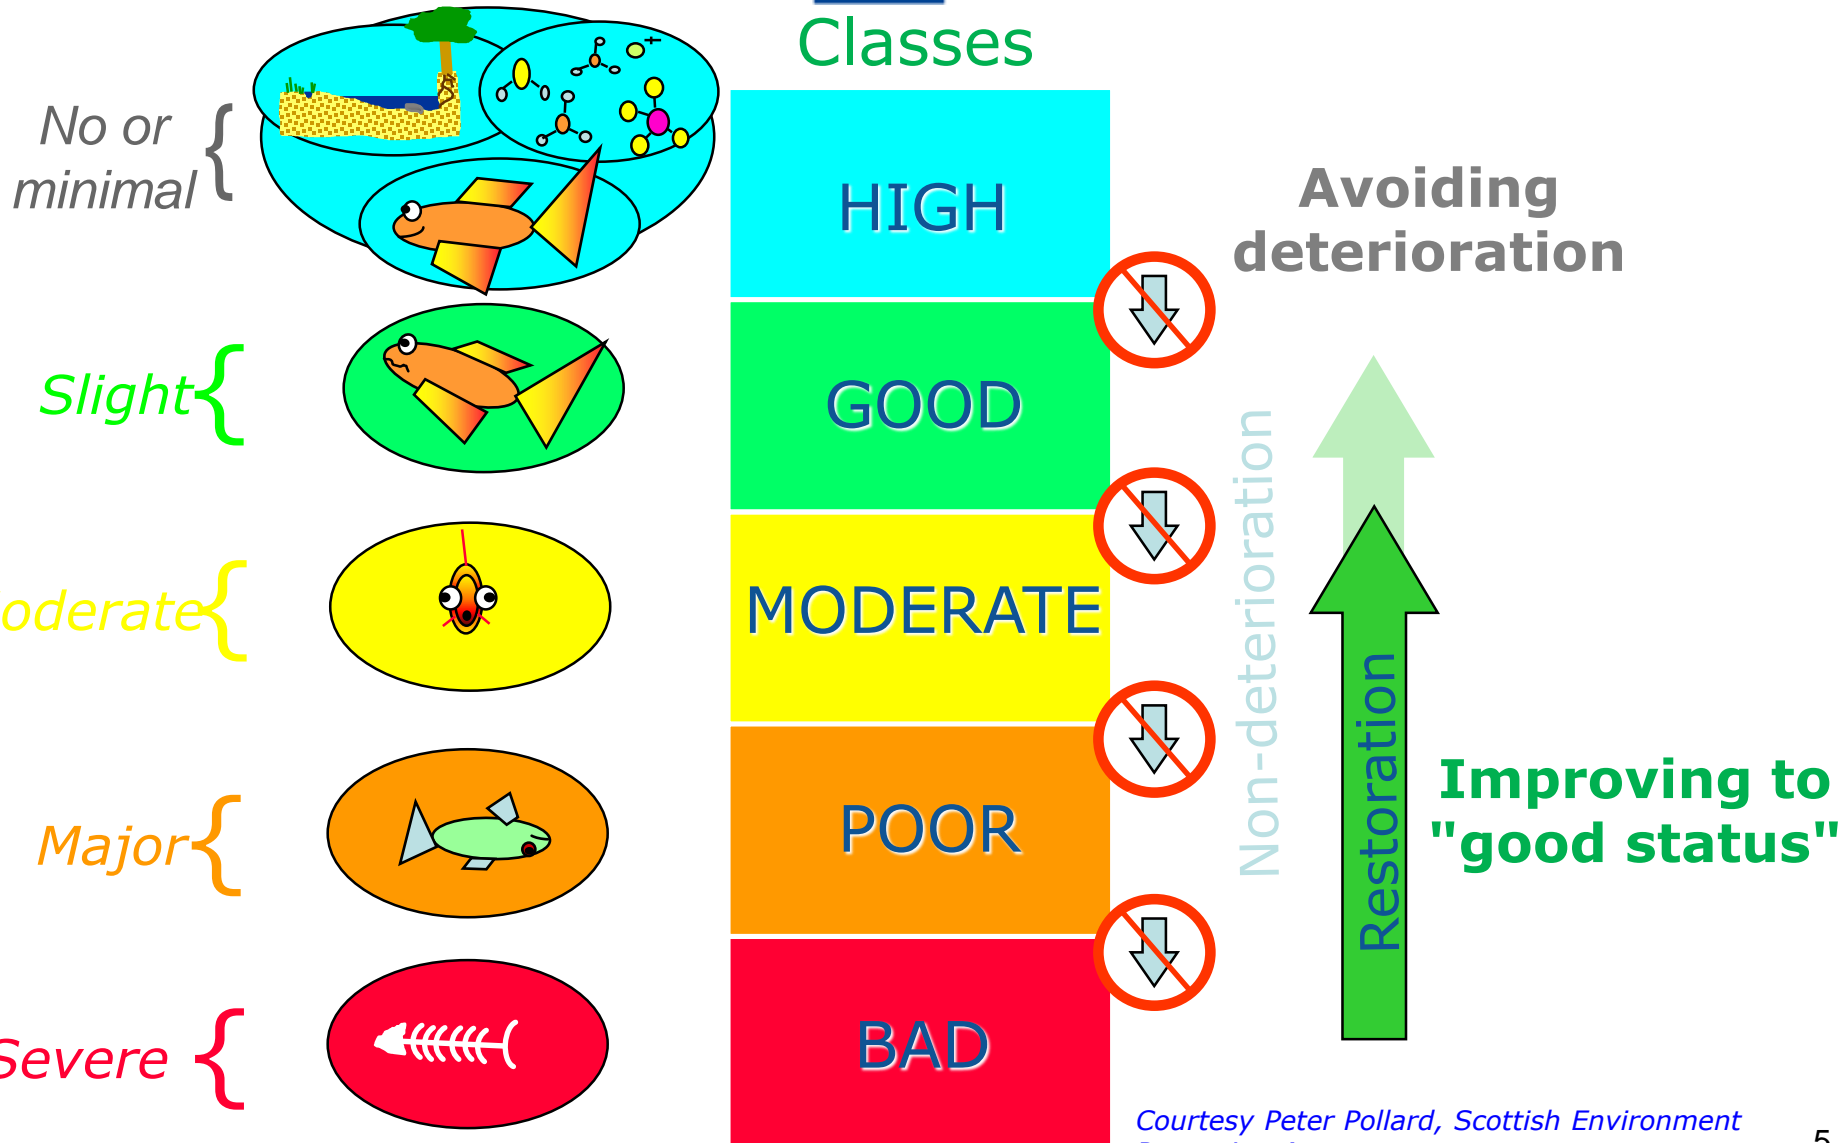 Classes
No or
minimal
HIGH
Avoiding
deterioration
Slight
GOOD
Non-deterioration
oderate
MODERATE
Restoration
Improving to
"good status"
Major
POOR
Severe
BAD
Courtesy Peter Pollard, Scottish Environment
5